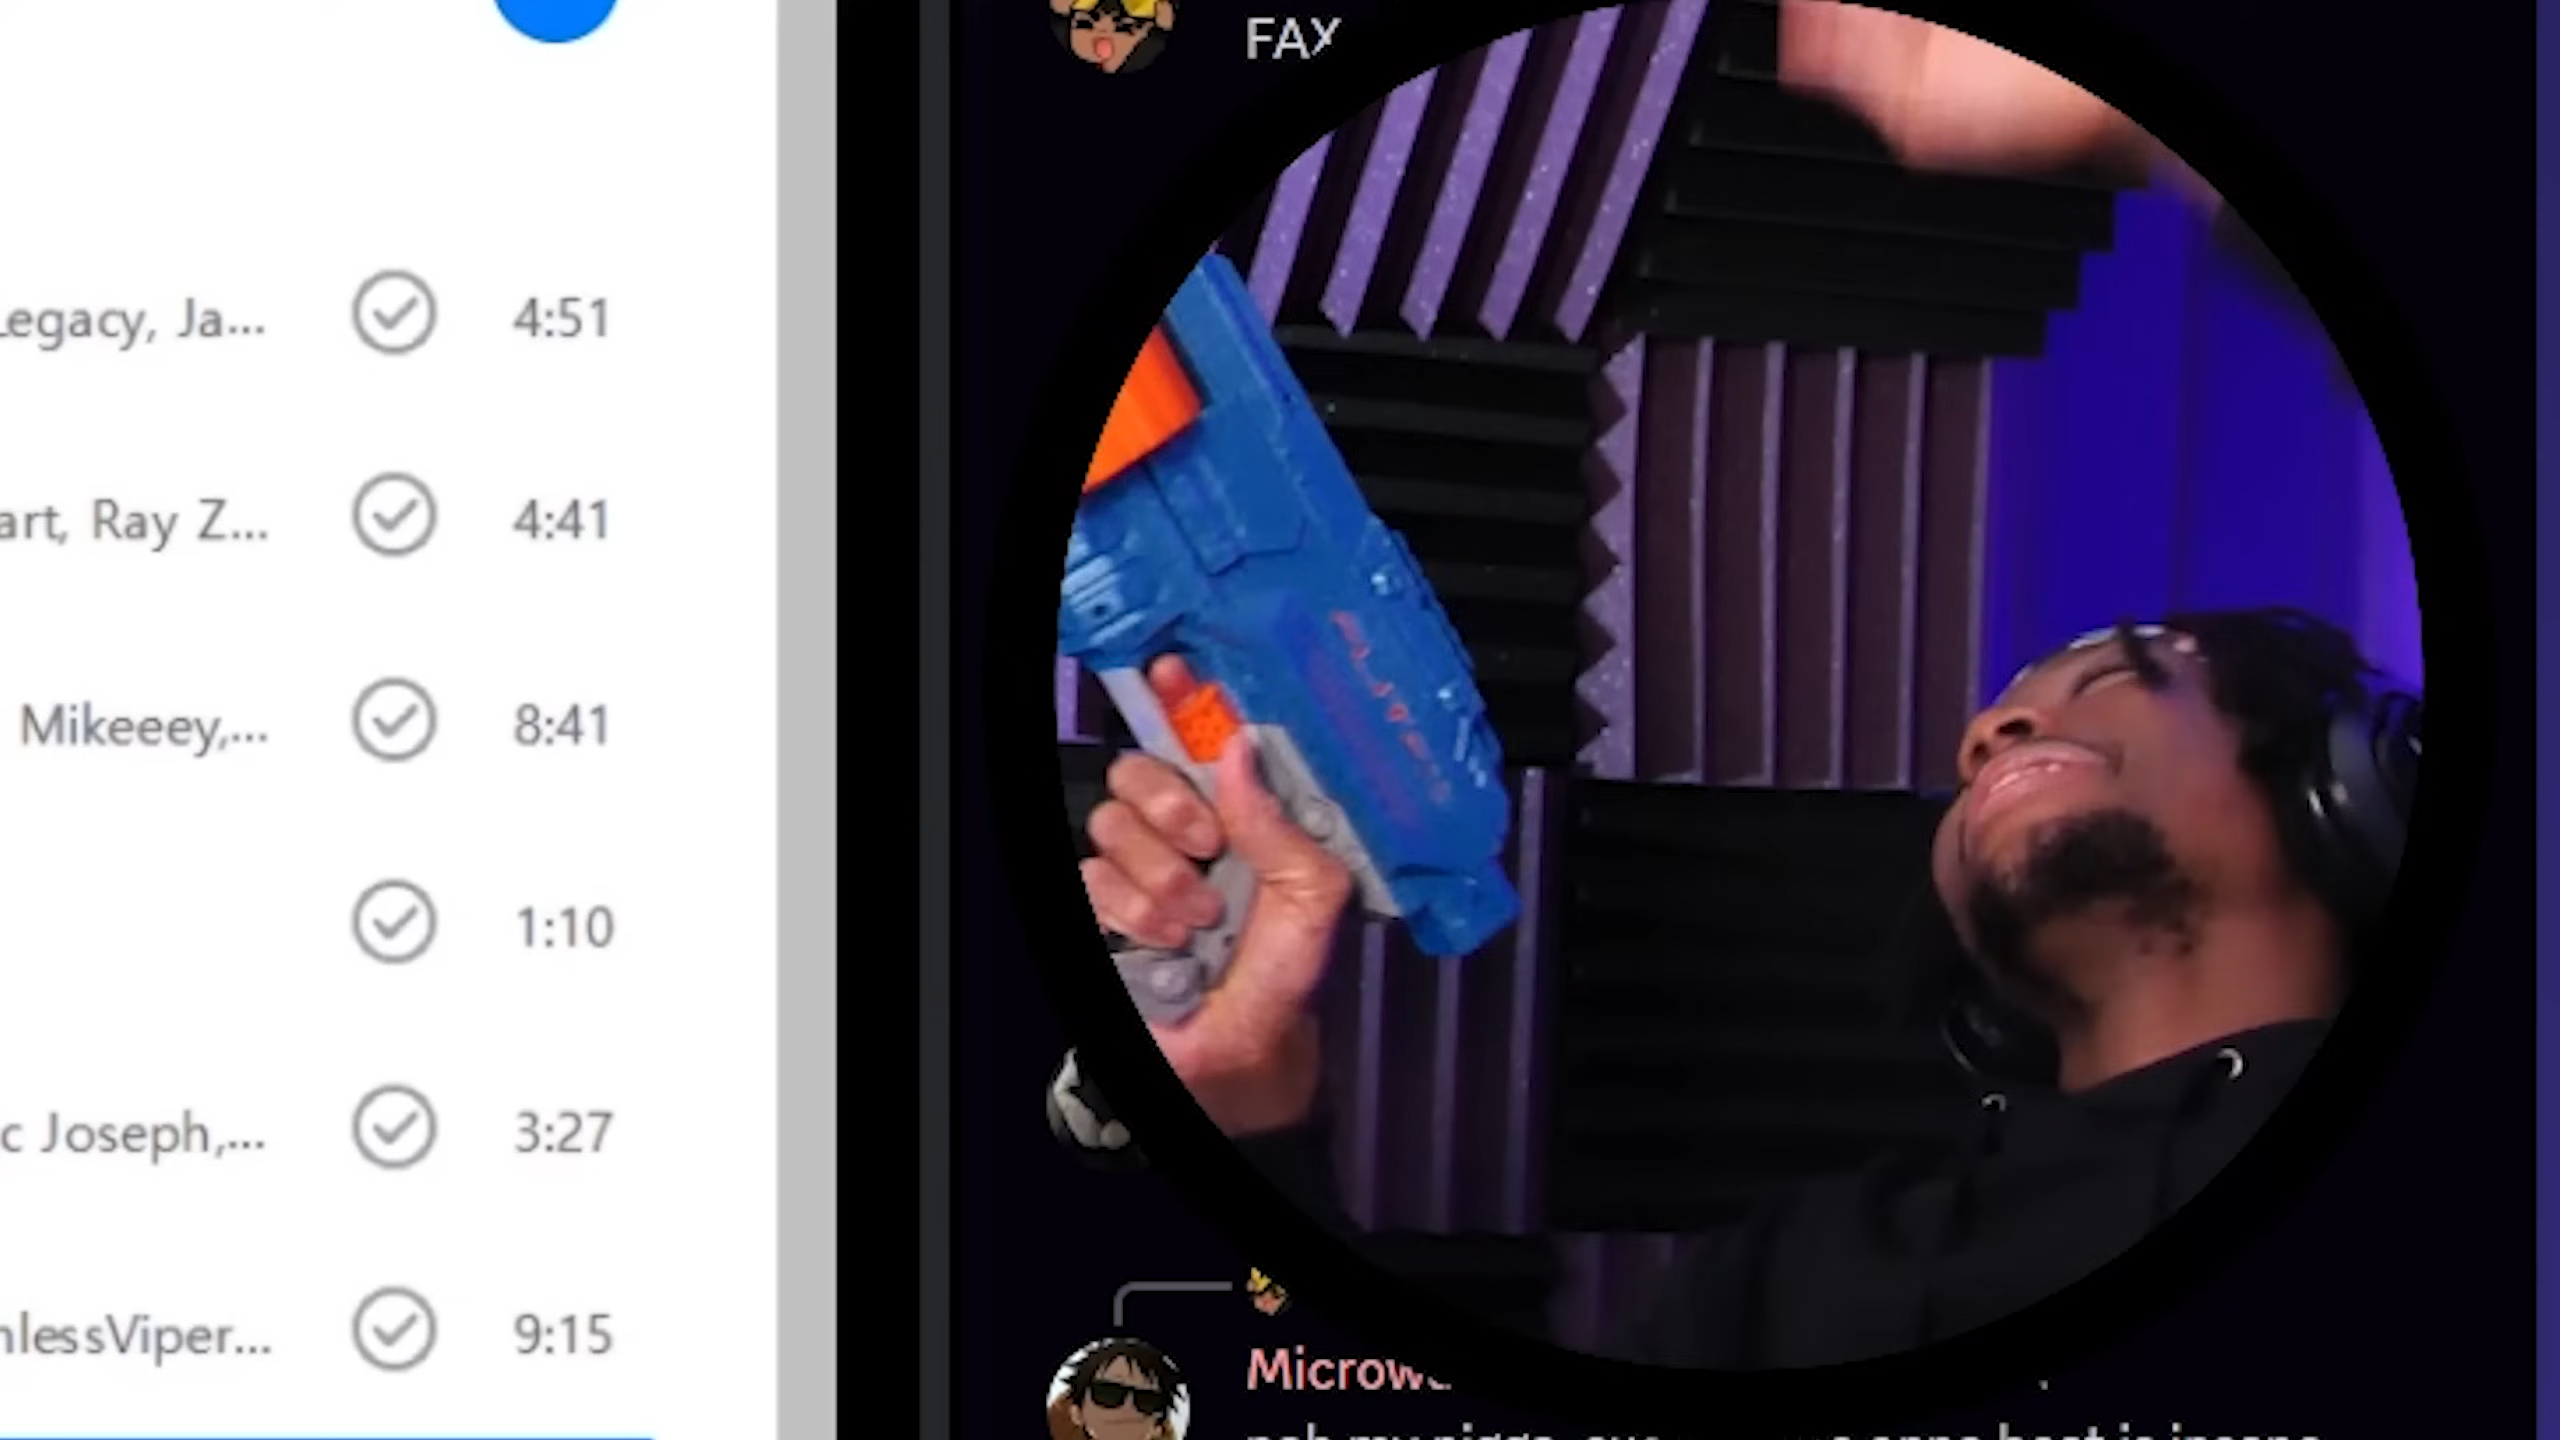 FAX
Legacy, Ja... 4:51
art, Ray Z... 4:41
Mikeeey,... 8:41
1:10
c Joseph,... 3:27
nlessViper... 9:15
Microw